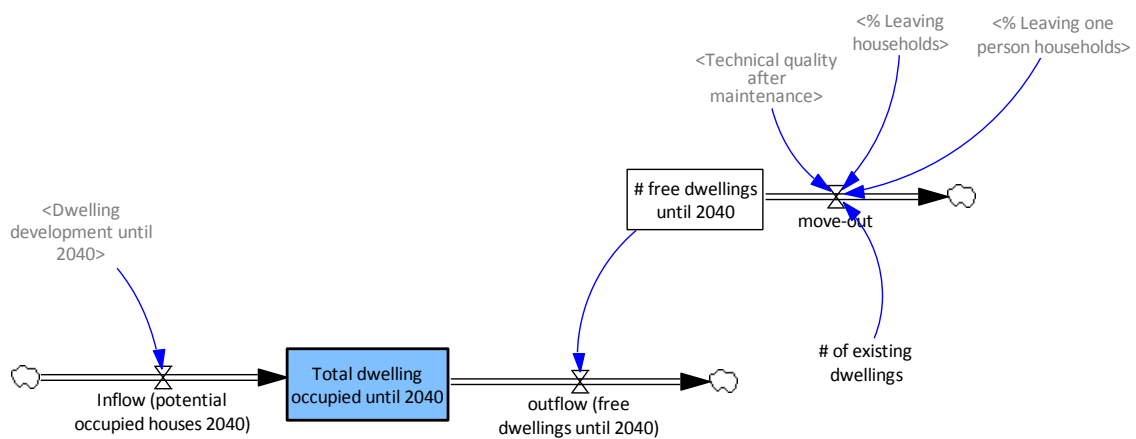 <% Leaving
households>
<% Leaving one
person households>
<Technical quality
after
maintenance>
# free dwellings
until 2040
move-out
<Dwelling
development until
2040>
# of existing
dwellings
Total dwelling
occupied until 2040
Inflow (potential
occupied houses 2040)
outflow (free
dwellings until 2040)